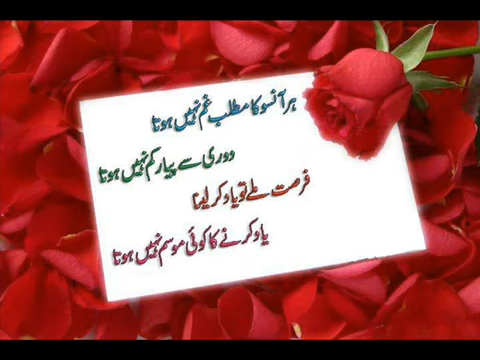 ہر آنسو کا مطلب غم نہیں ہوتا
دوری سے پیار کم نہیں ہوتا
فرصت ملے تو یاد کر لینا
یاد کرنے کا کوئی موسم نہیں ہوتا